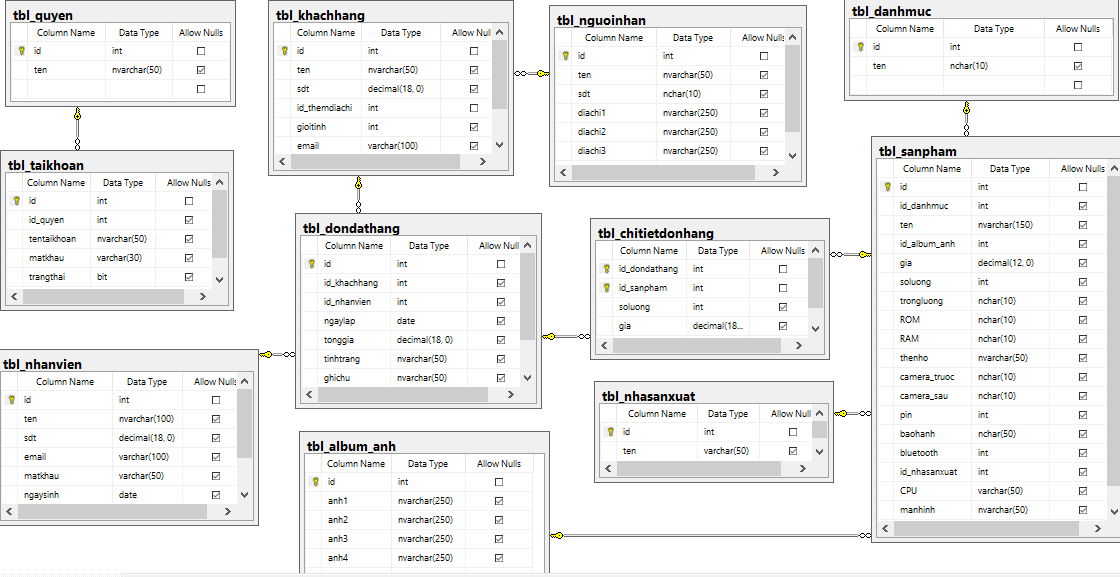 tbl_quyen
Column Name Data Type Allow Nulls
id int
ten nvarchar(50)
tbl_khachhang
Column Name Data Type Allow Nul
id int
ten nvarchar(50)
sdt decimal(18, 0)
id_themdiachi int
gioitinh int
email varchar(100)
tbl_nguoinhan
Column Name Data Type Allow Nulls
id int
ten nvarchar(50)
sdt nchar(10)
diachi1 nvarchar(250)
diachi2 nvarchar(250)
diachi3 nvarchar(250)
tbl_danhmuc
Column Name Data Type Allow Nulls
id int
ten nchar(10)
tbl_taikhoan
Column Name Data Type Allow Nulls
id int
id_quyen int
tentaikhoan nvarchar(50)
matkhau varchar(30)
trangthai bit
tbl_dondathang
Column Name Data Type Allow Null
id int
id_khachhang int
id_nhanvien int
ngaylap date
tonggia decimal(18, 0)
tinhtrang nvarchar(50)
ghichu nvarchar(50)
tbl_chitietdonhang
Column Name Data Type Allow Nulls
id_dondathang int
id_sanpham int
soluong int
gia decimal(18...
tbl_sanpham
Column Name Data Type Allow Nulls
id int
id_danhmuc int
ten nvarchar(150)
id_album_anh int
gia decimal(12, 0)
soluong int
trongluong nchar(10)
ROM nchar(10)
RAM nchar(10)
thenho nvarchar(50)
camera_truoc nchar(10)
camera_sau nchar(10)
pin int
baohanh nchar(50)
bluetooth int
id_nhasanxuat int
CPU varchar(50)
manhinh nvarchar(50)
tbl_nhanvien
Column Name Data Type Allow Nulls
id int
ten nvarchar(100)
sdt decimal(18, 0)
email varchar(100)
matkhau varchar(50)
ngaysinh date
tbl_nhasanxuat
Column Name Data Type Allow Null
id int
ten varchar(50)
tbl_album_anh
Column Name Data Type Allow Nulls
id int
anh1 nvarchar(250)
anh2 nvarchar(250)
anh3 nvarchar(250)
anh4 nvarchar(250)